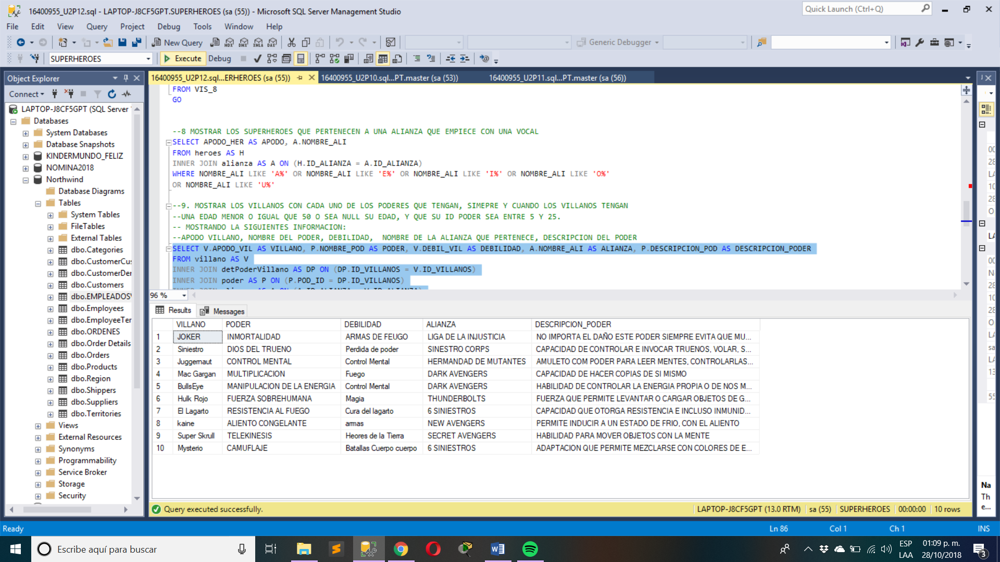 16400955_U2P12.sql - LAPTOP-J8CF5GPT.SUPERHEROES (sa (55)) - Microsoft SQL Server Management Studio
Quick Launch (Ctrl+Q)
File Edit View Query Project Debug Tools Window Help
New Query
MDX DMX XMLA DAX
Generic Debugger
SUPERHEROES
Execute Debug
Object Explorer
16400955_U2P12.sql...ERHEROES (sa (55))
16400955_U2P10.sql...PT.master (sa (53))
16400955_U2P11.sql...PT.master (sa (56))
Connect
LAPTOP-J8CF5GPT (SQL Server
Databases
System Databases
Database Snapshots
KINDERMUNDO_FELIZ
NOMINA2018
Northwind
Database Diagrams
Tables
System Tables
FileTables
External Tables
dbo.Categories
dbo.CustomerCus
dbo.CustomerDer
dbo.Customers
dbo.EMPLEADOS
dbo.Employees
dbo.EmployeeTer
dbo.ORDENES
dbo.Order Details
dbo.Orders
dbo.Products
dbo.Region
dbo.Shippers
dbo.Suppliers
dbo.Territories
Views
External Resources
Synonyms
Programmability
Service Broker
Storage
Security
FROM VIS_8
GO
--8 MOSTRAR LOS SUPERHEROES QUE PERTENECEN A UNA ALIANZA QUE EMPIECE CON UNA VOCAL
SELECT APODO_HER AS APODO, A.NOMBRE_ALI
FROM heroes AS H
INNER JOIN alianza AS A ON (H.ID_ALIANZA = A.ID_ALIANZA)
WHERE NOMBRE_ALI LIKE 'A%' OR NOMBRE_ALI LIKE 'E%' OR NOMBRE_ALI LIKE 'I%' OR NOMBRE_ALI LIKE 'O%'
OR NOMBRE_ALI LIKE 'U%'
--9. MOSTRAR LOS VILLANOS CON CADA UNO DE LOS PODERES QUE TENGAN, SIMEPRE Y CUANDO LOS VILLANOS TENGAN
--UNA EDAD MENOR O IGUAL QUE 50 O SEA NULL SU EDAD, Y QUE SU ID PODER SEA ENTRE 5 Y 25.
-- MOSTRANDO LA SIGUIENTES INFORMACION:
--APODO VILLANO, NOMBRE DEL PODER, DEBILIDAD,  NOMBRE DE LA ALIANZA QUE PERTENECE, DESCRIPCION DEL PODER
SELECT V.APODO_VIL AS VILLANO, P.NOMBRE_POD AS PODER, V.DEBIL_VIL AS DEBILIDAD, A.NOMBRE_ALI AS ALIANZA, P.DESCRIPCION_POD AS DESCRIPCION_PODER
FROM villano AS V
INNER JOIN detPoderVillano AS DP ON (DP.ID_VILLANOS = V.ID_VILLANOS)
INNER JOIN poder AS P ON (P.POD_ID = DP.ID_VILLANOS)
96 %
Results Messages
VILLANO PODER DEBILIDAD ALIANZA DESCRIPCION_PODER
1 JOKER INMORTALIDAD ARMAS DE FEUGO LIGA DE LA INJUSTICIA NO IMPORTA EL DAÑO ESTE PODER SIEMPRE EVITA QUE MU...
2 Siniestro DIOS DEL TRUENO Perdida de poder SINESTRO CORPS CAPACIDAD DE CONTROLAR E INVOCAR TRUENOS, VOLAR, S...
3 Juggernaut CONTROL MENTAL Control Mental HERMANDAD DE MUTANTES AMULETO COM PODER PARA LEER MENTES, CONTROLARLAS...
4 Mac Gargan MULTIPLICACION Fuego DARK AVENGERS CAPACIDAD DE HACER COPIAS DE SI MISMO
5 BullsEye MANIPULACION DE LA ENERGIA Control Mental DARK AVENGERS HABILIDAD DE CONTROLAR LA ENERGIA PROPIA O DE NOS M...
6 Hulk Rojo FUERZA SOBREHUMANA Magia THUNDERBOLTS FUERZA QUE PERMITE LEVANTAR O CARGAR OBJETOS DE G...
7 El Lagarto RESISTENCIA AL FUEGO Cura del lagarto 6 SINIESTROS CAPACIDAD QUE OTORGA RESISTENCIA E INCLUSO INMUNID...
8 kaine ALIENTO CONGELANTE armas NEW AVENGERS PERMITE INDUCIR A UN ESTADO DE FRIO, CON EL ALIENTO
9 Super Skrull TELEKINESIS Heores de la Tierra SECRET AVENGERS HABILIDAD PARA MOVER OBJETOS CON LA MENTE
10 Mysterio CAMUFLAJE Batallas Cuerpo cuerpo 6 SINIESTROS ADAPTACION QUE PERMITE MEZCLARSE CON COLORES DE E...
Query executed successfully.
LAPTOP-J8CF5GPT (13.0 RTM) sa (55) SUPERHEROES 00:00:00 10 rows
Na
Th
e...
Ready
Ln 86 Col 1 Ch 1 INS
Escribe aquí para buscar
ESP
LAA
01:09 p. m.
28/10/2018
3